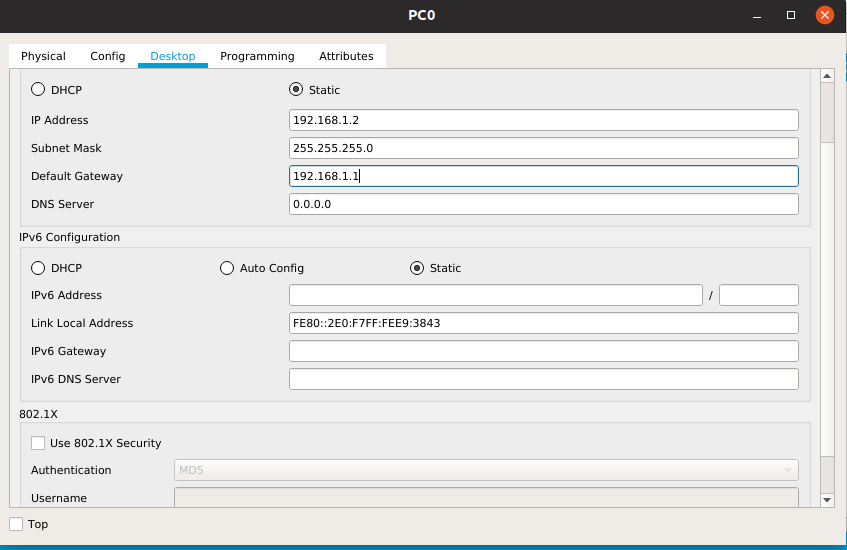 PC0
Physical Config Desktop Programming Attributes
DHCP Static
IP Address 192.168.1.2
Subnet Mask 255.255.255.0
Default Gateway 192.168.1.1
DNS Server 0.0.0.0
IPv6 Configuration
DHCP Auto Config Static
IPv6 Address /
Link Local Address FE80::2E0:F7FF:FEE9:3843
IPv6 Gateway
IPv6 DNS Server
802.1X
Use 802.1X Security
Authentication MD5
Username
Top